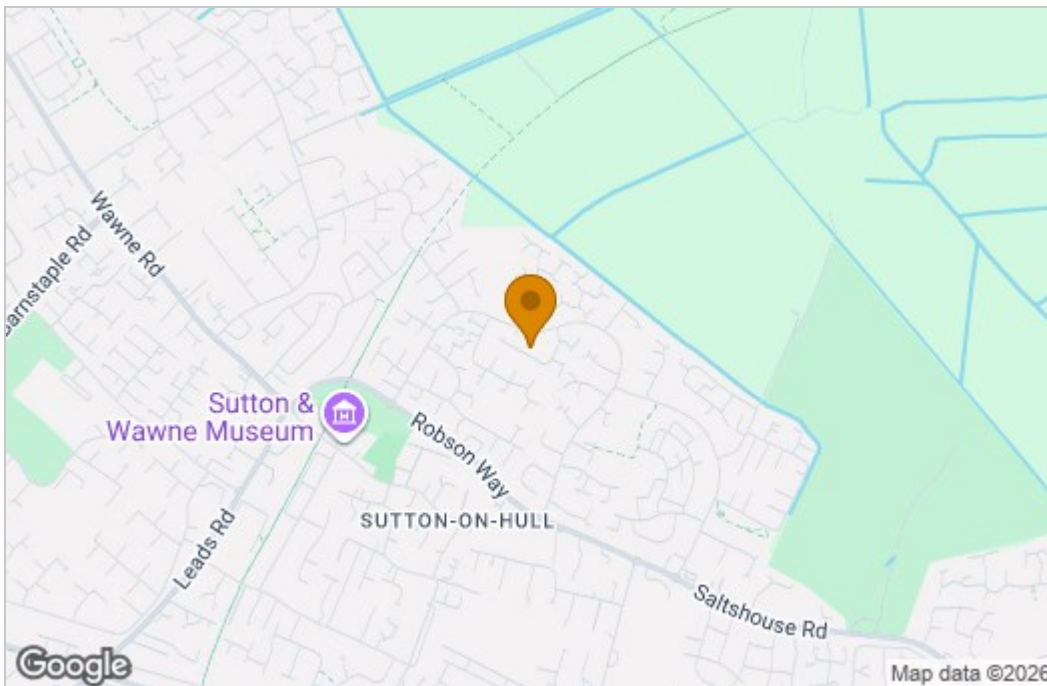 Wawne Rd
Barnstaple Rd
Sutton &
Wawne Museum
Robson Way
SUTTON-ON-HULL
Leads Rd
Saltshouse Rd
Google
Map data ©2026